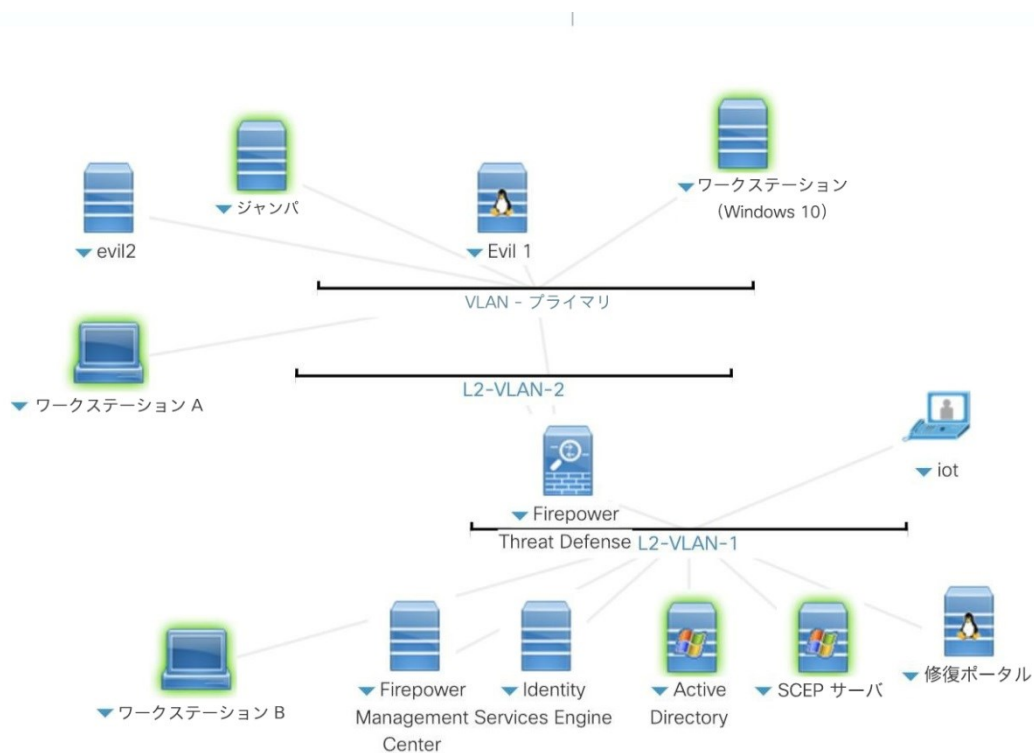 ジャンパ
ワークステーション
（Windows 10）
evil2
Evil 1
VLAN - プライマリ
L2-VLAN-2
ワークステーション A
iot
Firepower
Threat Defense
L2-VLAN-1
ワークステーション B
Firepower
Management
Center
Identity
Services Engine
Active
Directory
SCEP サーバ
修復ポータル